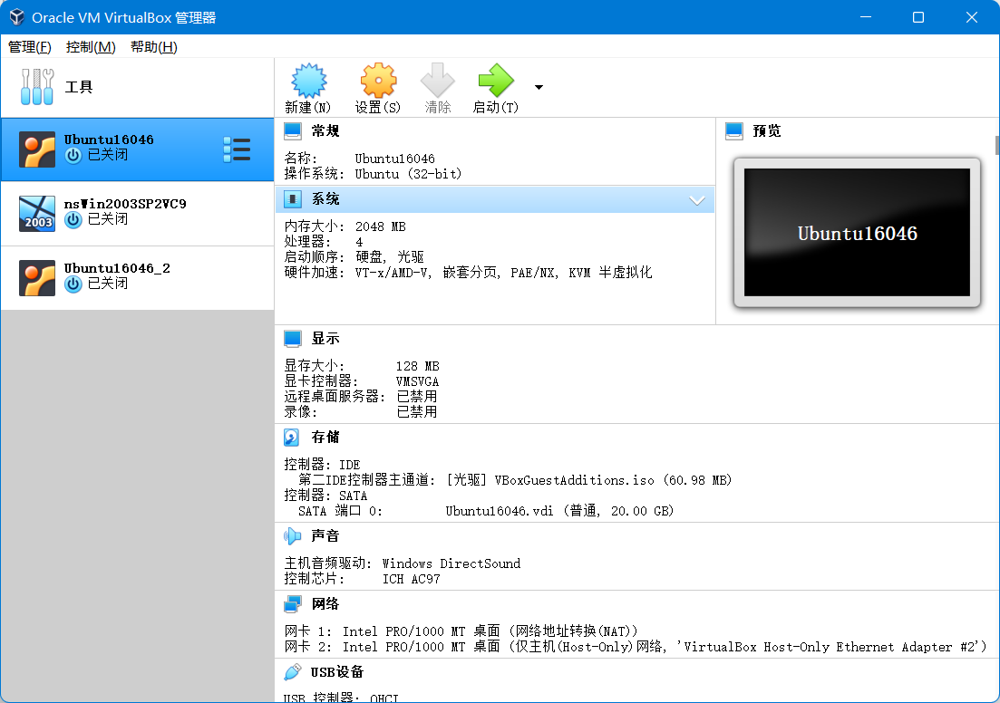 Oracle VM VirtualBox 管理器
管理(F) 控制(M) 帮助(H)
工具
新建(N) 设置(S) 清除 启动(T)
Ubuntu16046
已关闭
nsWin2003SP2VC9
已关闭
2003
Ubuntu16046_2
已关闭
常规
名称: Ubuntu16046
操作系统: Ubuntu (32-bit)
系统
内存大小: 2048 MB
处理器: 4
启动顺序: 硬盘, 光驱
硬件加速: VT-x/AMD-V, 嵌套分页, PAE/NX, KVM 半虚拟化
预览
Ubuntu16046
显示
显存大小: 128 MB
显卡控制器: VMSVGA
远程桌面服务器: 已禁用
录像: 已禁用
存储
控制器: IDE
第二IDE控制器主通道: [光驱] VBoxGuestAdditions.iso (60.98 MB)
控制器: SATA
SATA 端口 0: Ubuntu16046.vdi (普通, 20.00 GB)
声音
主机音频驱动: Windows DirectSound
控制芯片: ICH AC97
网络
网卡 1: Intel PRO/1000 MT 桌面 (网络地址转换(NAT))
网卡 2: Intel PRO/1000 MT 桌面 (仅主机(Host-Only)网络, 'VirtualBox Host-Only Ethernet Adapter #2')
USB设备
USB 控制器: OHCI